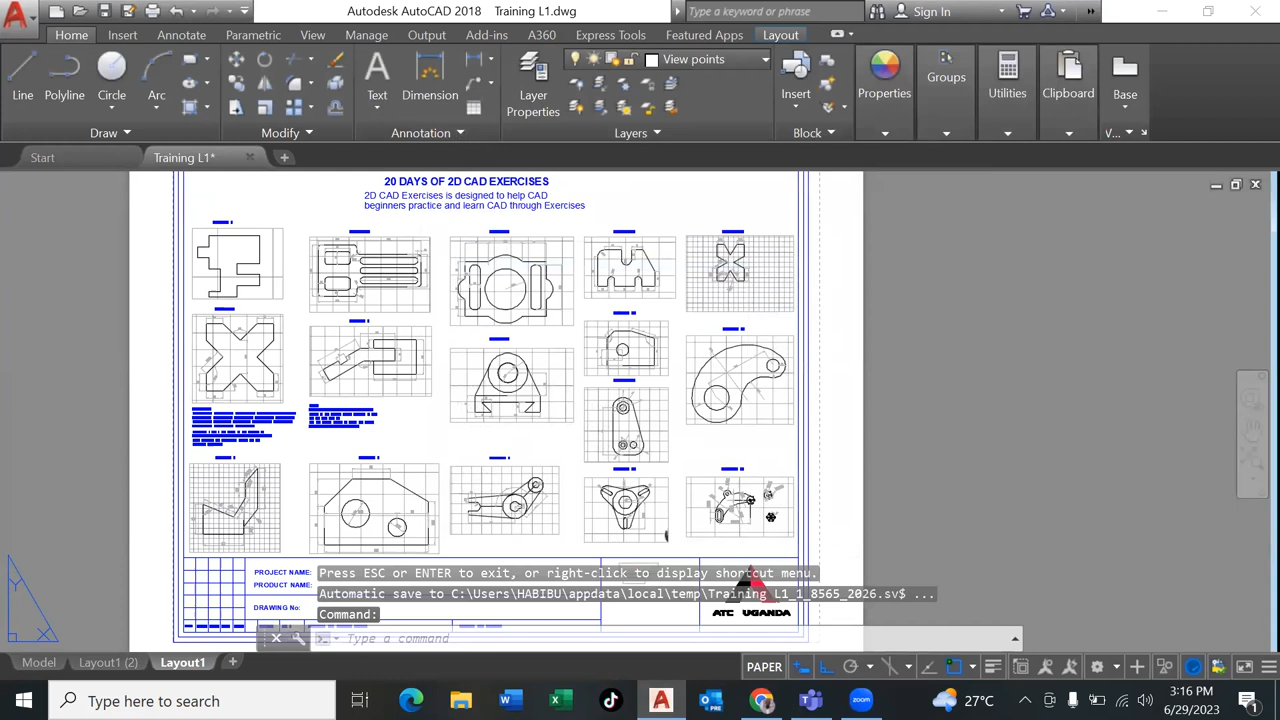 Autodesk AutoCAD 2018 Training L1.dwg
Type a keyword or phrase
Sign In
Home Insert Annotate Parametric View Manage Output Add-ins A360 Express Tools Featured Apps Layout
View points
Line Polyline Circle Arc Text Dimension Layer Properties Insert Properties Groups Utilities Clipboard Base
Draw Modify Annotation Layers Block V...
Start Training L1*
20 DAYS OF 2D CAD EXERCISES
2D CAD Exercises is designed to help CAD
beginners practice and learn CAD through Exercises
PROJECT NAME:
PRODUCT NAME:
DRAWING No:
ATC UGANDA
Press ESC or ENTER to exit, or right-click to display shortcut menu.
Automatic save to C:\Users\HABIBU\appdata\local\temp\Training L1_1_8565_2026.sv$ ...
Command:
Type a command
Model Layout1 (2) Layout1
PAPER
Type here to search
27°C
3:16 PM
6/29/2023